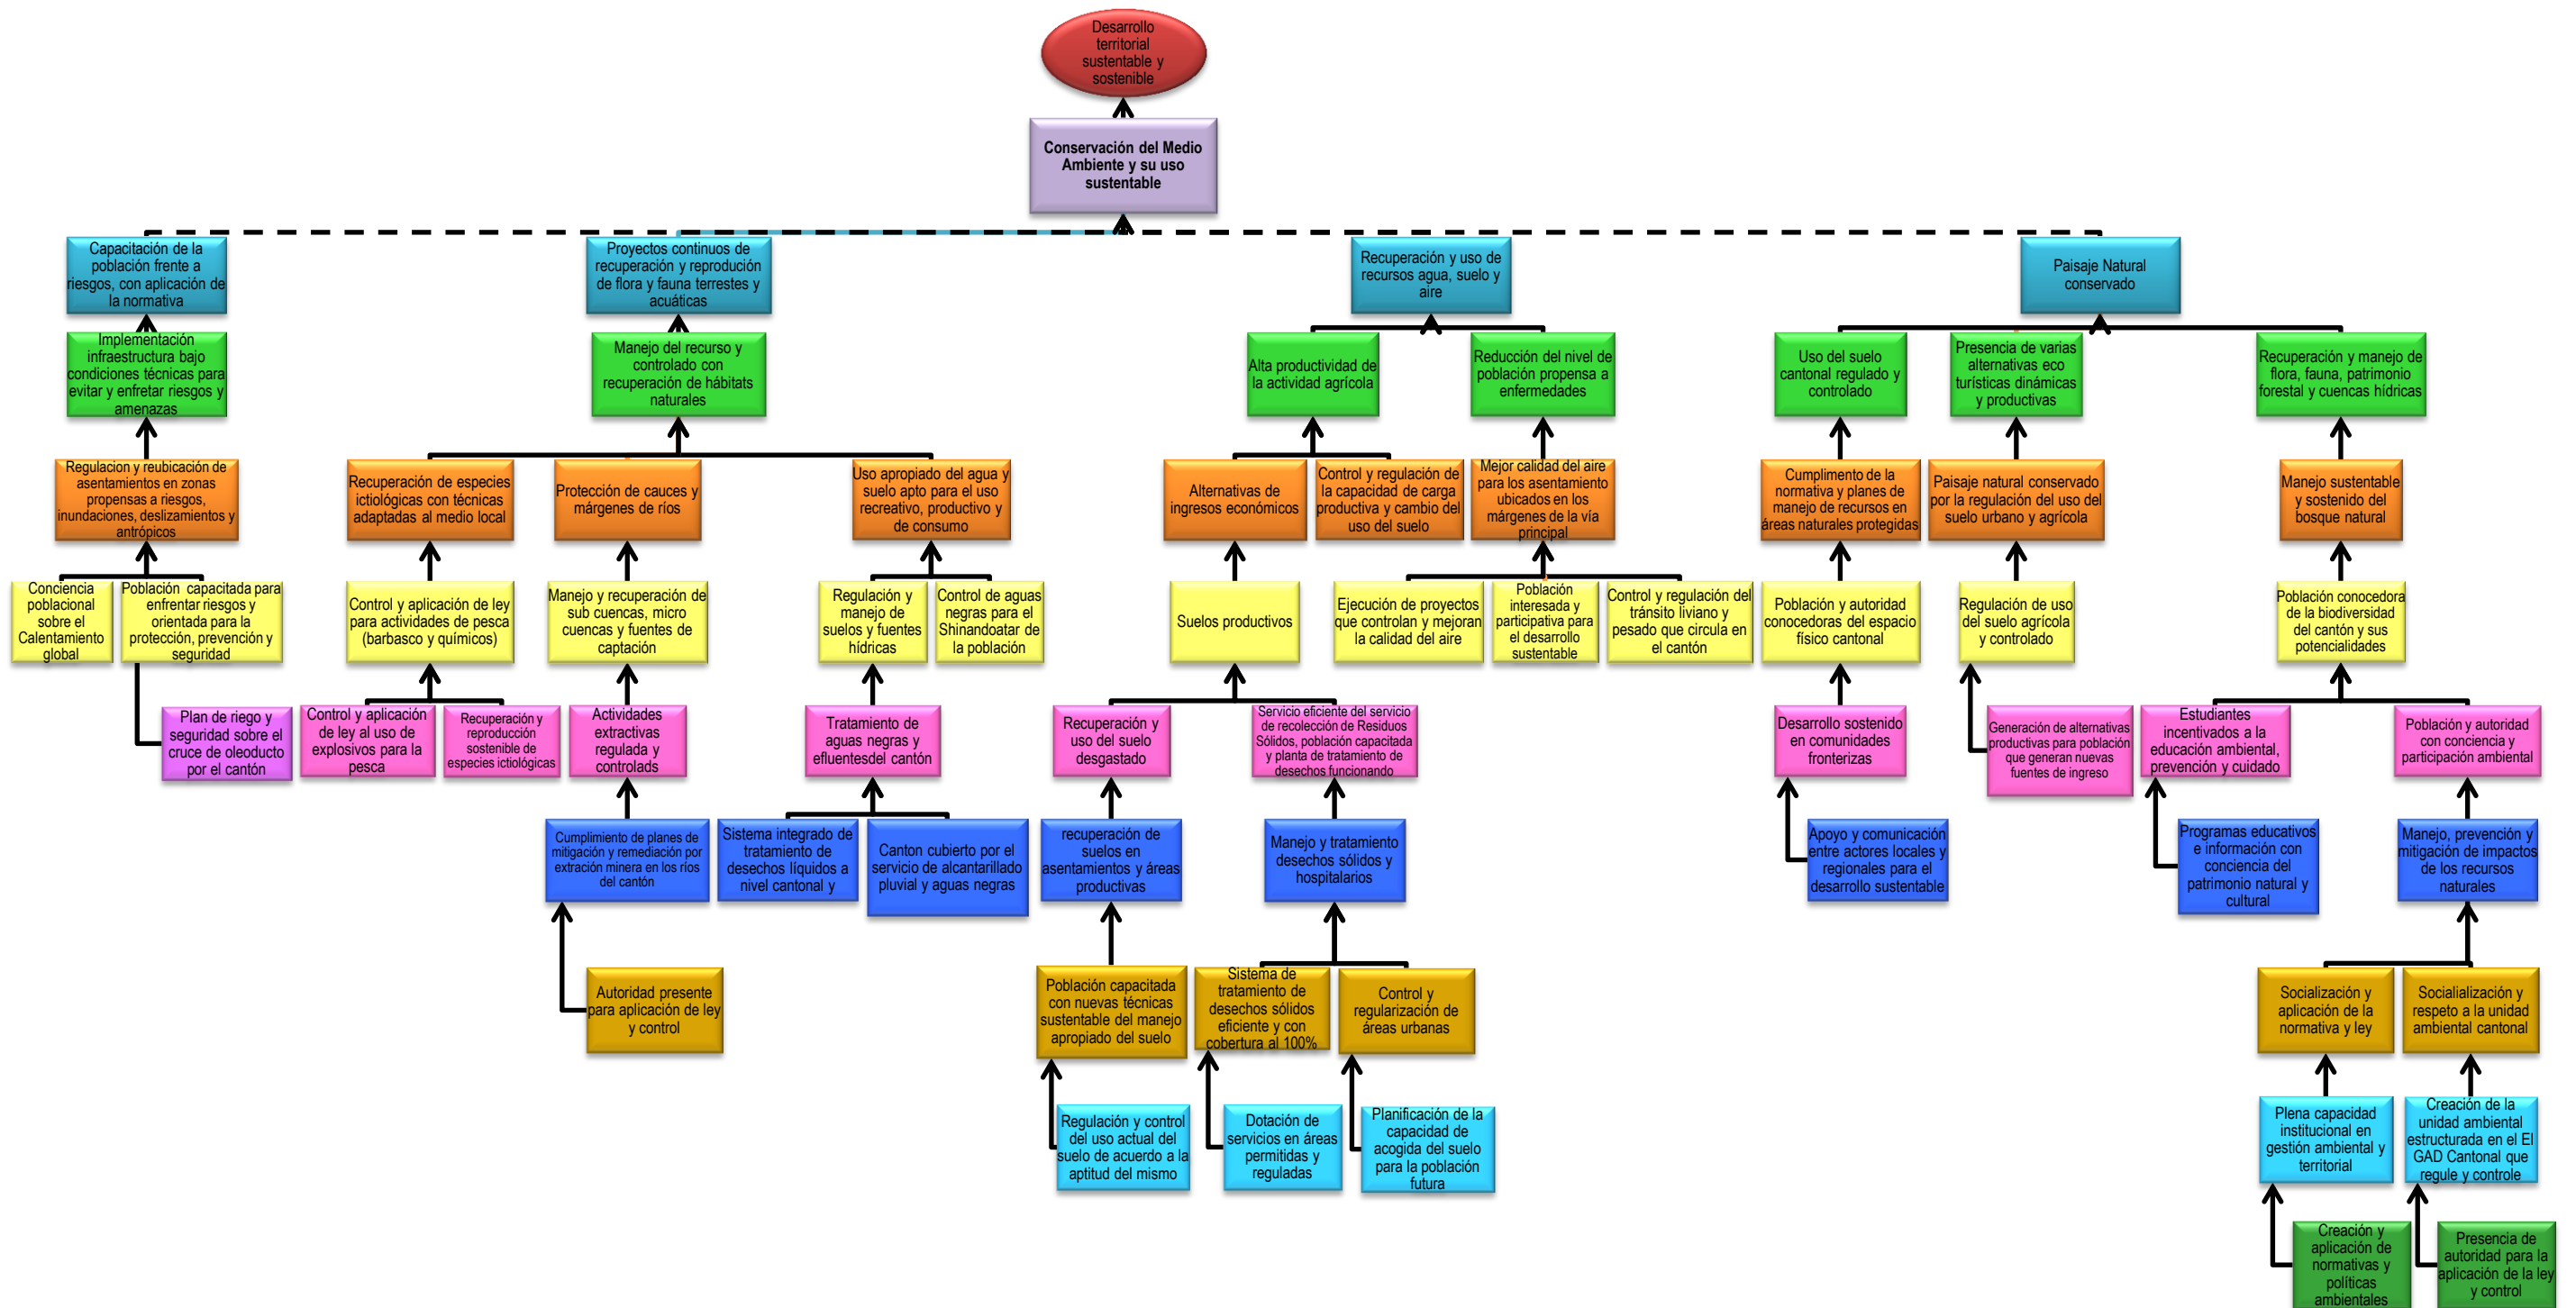 Desarrollo
territorial
sustentable y
sostenible
Conservación del Medio
Ambiente y su uso
sustentable
Capacitación de la
población frente a
riesgos, con aplicación de
la normativa
Proyectos continuos de
recuperación y reprodución
de flora y fauna terrestes y
acuáticas
Recuperación y uso de
recursos agua, suelo y
aire
Paisaje Natural
conservado
Implementación
infraestructura bajo
condiciones técnicas para
evitar y enfretar riesgos y
amenazas
Manejo del recurso y
controlado con
recuperación de hábitats
naturales
Alta productividad de
la actividad agrícola
Reducción del nivel de
población propensa a
enfermedades
Uso del suelo
cantonal regulado y
controlado
Presencia de varias
alternativas eco
turísticas dinámicas
y productivas
Recuperación y manejo de
flora, fauna, patrimonio
forestal y cuencas hídricas
Regulacion y reubicación de
asentamientos en zonas
propensas a riesgos,
inundaciones, deslizamientos y
antrópicos
Recuperación de especies
ictiológicas con técnicas
adaptadas al medio local
Protección de cauces y
márgenes de ríos
Uso apropiado del agua y
suelo apto para el uso
recreativo, productivo y
de consumo
Alternativas de
ingresos económicos
Control y regulación de
la capacidad de carga
productiva y cambio del
uso del suelo
Mejor calidad del aire
para los asentamiento
ubicados en los
márgenes de la vía
principal
Cumplimento de la
normativa y planes de
manejo de recursos en
áreas naturales protegidas
Paisaje natural conservado
por la regulación del uso del
suelo urbano y agrícola
Manejo sustentable
y sostenido del
bosque natural
Conciencia
poblacional
sobre el
Calentamiento
global
Población capacitada para
enfrentar riesgos y
orientada para la
protección, prevención y
seguridad
Control y aplicación de ley
para actividades de pesca
(barbasco y químicos)
Manejo y recuperación de
sub cuencas, micro
cuencas y fuentes de
captación
Regulación y
manejo de
suelos y fuentes
hídricas
Control de aguas
negras para el
Shinandoatar de
la población
Suelos productivos
Ejecución de proyectos
que controlan y mejoran
la calidad del aire
Población
interesada y
participativa para
el desarrollo
sustentable
Control y regulación del
tránsito liviano y
pesado que circula en
el cantón
Población y autoridad
conocedoras del espacio
físico cantonal
Regulación de uso
del suelo agrícola
y controlado
Población conocedora
de la biodiversidad
del cantón y sus
potencialidades
Plan de riego y
seguridad sobre el
cruce de oleoducto
por el cantón
Control y aplicación
de ley al uso de
explosivos para la
pesca
Recuperación y
reproducción
sostenible de
especies ictiológicas
Actividades
extractivas
regulada y
controlads
Tratamiento de
aguas negras y
efluentesdel cantón
Recuperación y
uso del suelo
desgastado
Servicio eficiente del servicio
de recolección de Residuos
Sólidos, población capacitada
y planta de tratamiento de
desechos funcionando
Desarrollo sostenido
en comunidades
fronterizas
Generación de alternativas
productivas para población
que generan nuevas
fuentes de ingreso
Estudiantes
incentivados a la
educación ambiental,
prevención y cuidado
Población y autoridad
con conciencia y
participación ambiental
Cumplimiento de planes de
mitigación y remediación por
extración minera en los ríos
del cantón
Sistema integrado de
tratamiento de
desechos líquidos a
nivel cantonal y
Canton cubierto por el
servicio de alcantarillado
pluvial y aguas negras
recuperación de
suelos en
asentamientos y áreas
productivas
Manejo y tratamiento
desechos sólidos y
hospitalarios
Apoyo y comunicación
entre actores locales y
regionales para el
desarrollo sustentable
Programas educativos
e información con
conciencia del
patrimonio natural y
cultural
Manejo, prevención y
mitigación de impactos
de los recursos
naturales
Autoridad presente
para aplicación de ley
y control
Población capacitada
con nuevas técnicas
sustentable del manejo
apropiado del suelo
Sistema de
tratamiento de
desechos sólidos
eficiente y con
cobertura al 100%
Control y
regularización de
áreas urbanas
Socialización y
aplicación de la
normativa y ley
Socialialización y
respeto a la unidad
ambiental cantonal
Regulación y control
del uso actual del
suelo de acuerdo a la
aptitud del mismo
Dotación de
servicios en áreas
permitidas y
reguladas
Planificación de la
capacidad de
acogida del suelo
para la población
futura
Plena capacidad
institucional en
gestión ambiental y
territorial
Creación de la
unidad ambiental
estructurada en el El
GAD Cantonal que
regule y controle
Creación y
aplicación de
normativas y
políticas
ambientales
Presencia de
autoridad para la
aplicación de la ley
y control